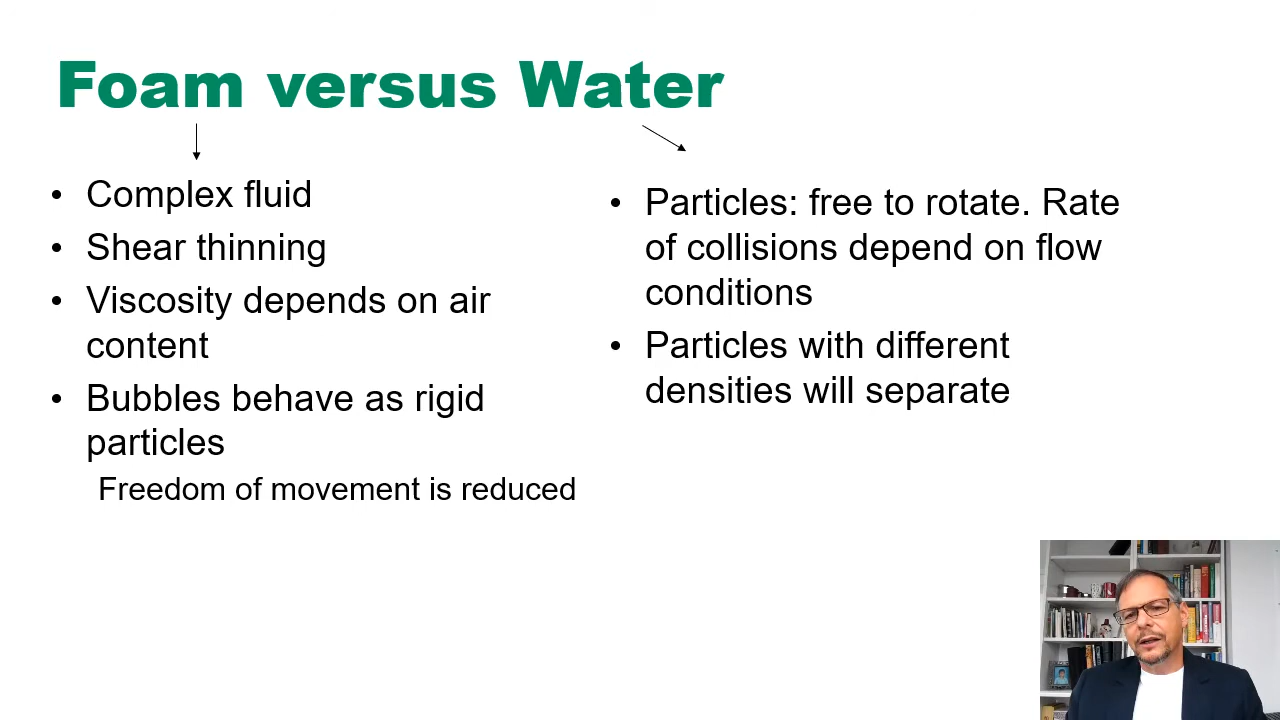 Foam versus Water
• Complex fluid
• Shear thinning
• Viscosity depends on air
content
• Bubbles behave as rigid
particles
Freedom of movement is reduced
• Particles: free to rotate. Rate
of collisions depend on flow
conditions
• Particles with different
densities will separate